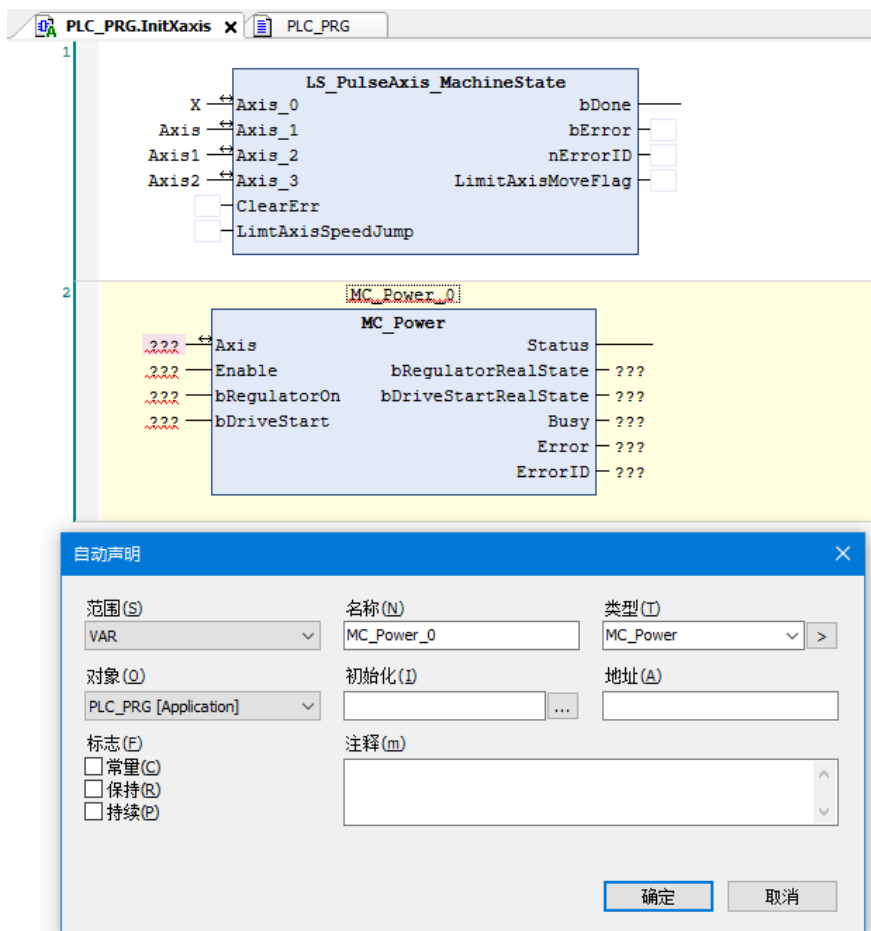 PLC_PRG.InitXaxis X PLC_PRG
1
LS_PulseAxis_MachineState
X Axis_0 bDone
Axis Axis_1 bError
Axis1 Axis_2 nErrorID
Axis2 Axis_3 LimitAxisMoveFlag
ClearErr
LimtAxisSpeedJump
2
MC_Power_0
MC_Power
??? Axis Status
??? Enable bRegulatorRealState ???
??? bRegulatorOn bDriveStartRealState ???
??? bDriveStart Busy ???
Error ???
ErrorID ???
自动声明
范围(S) 名称(N) 类型(T)
VAR MC_Power_0 MC_Power >
对象(O) 初始化(I) 地址(A)
PLC_PRG [Application] ...
标志(F) 注释(m)
常量(C)
保持(R)
持续(P)
确定 取消